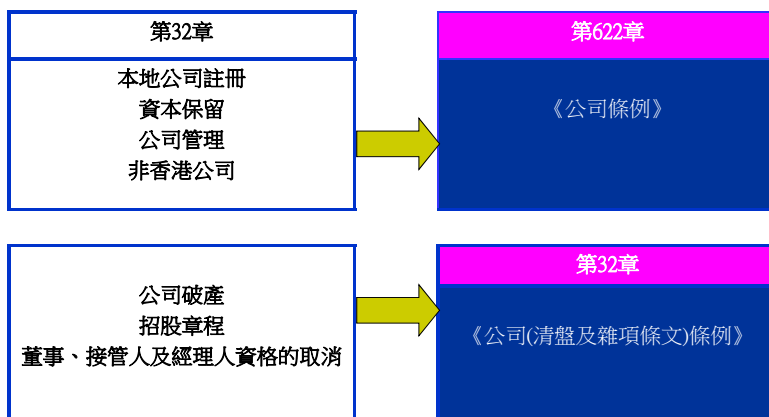 第32章
本地公司註冊
資本保留
公司管理
非香港公司
第622章
《公司條例》
公司破產
招股章程
董事、接管人及經理人資格的取消
第32章
《公司(清盤及雜項條文)條例》